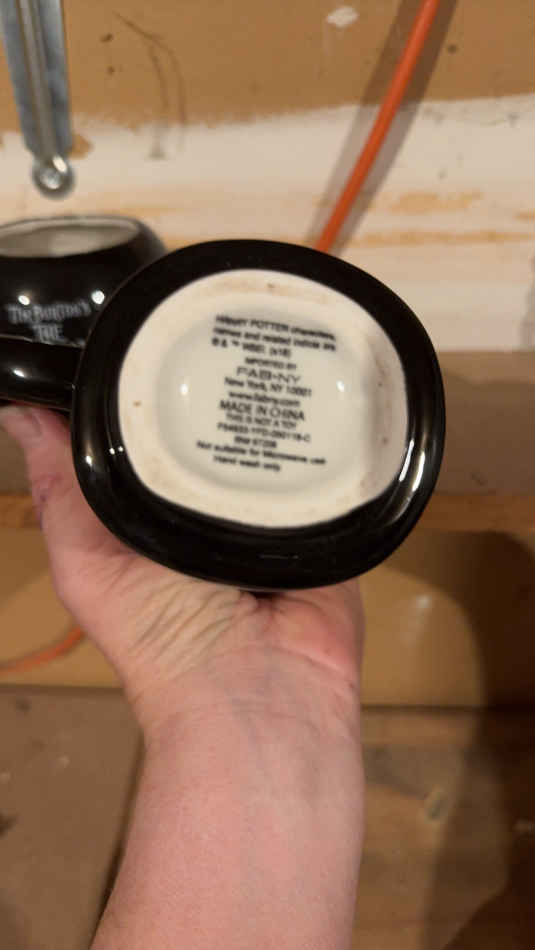 The Burrow's
THE
HARRY POTTER characters,
names and related indicia are
© & ™ WBEI. (s18)
IMPORTED BY
FAB-NY
New York, NY 10001
www.fabny.com
MADE IN CHINA
THIS IS NOT A TOY
Not suitable for Microwave use
Hand wash only